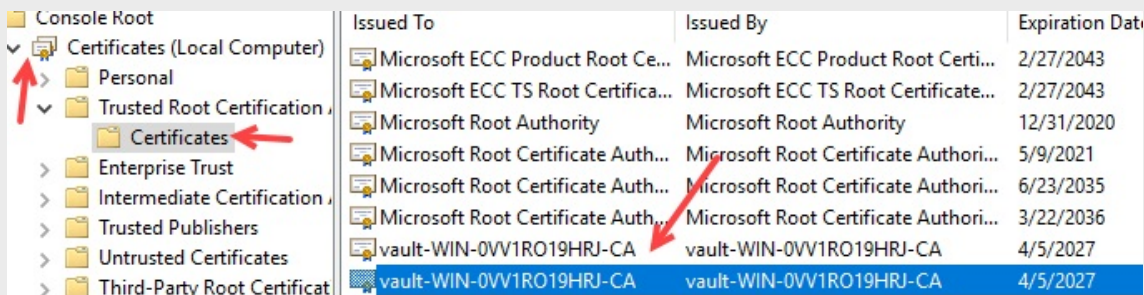 Console Root
Certificates (Local Computer)
Personal
Trusted Root Certification
Certificates
Enterprise Trust
Intermediate Certification
Trusted Publishers
Untrusted Certificates
Third-Party Root Certificat
Issued To Issued By Expiration Date
Microsoft ECC Product Root Ce... Microsoft ECC Product Root Certi... 2/27/2043
Microsoft ECC TS Root Certifica... Microsoft ECC TS Root Certificate... 2/27/2043
Microsoft Root Authority Microsoft Root Authority 12/31/2020
Microsoft Root Certificate Auth... Microsoft Root Certificate Authori... 5/9/2021
Microsoft Root Certificate Auth... Microsoft Root Certificate Authori... 6/23/2035
Microsoft Root Certificate Auth... Microsoft Root Certificate Authori... 3/22/2036
vault-WIN-0VV1RO19HRJ-CA vault-WIN-0VV1RO19HRJ-CA 4/5/2027
vault-WIN-0VV1RO19HRJ-CA vault-WIN-0VV1RO19HRJ-CA 4/5/2027